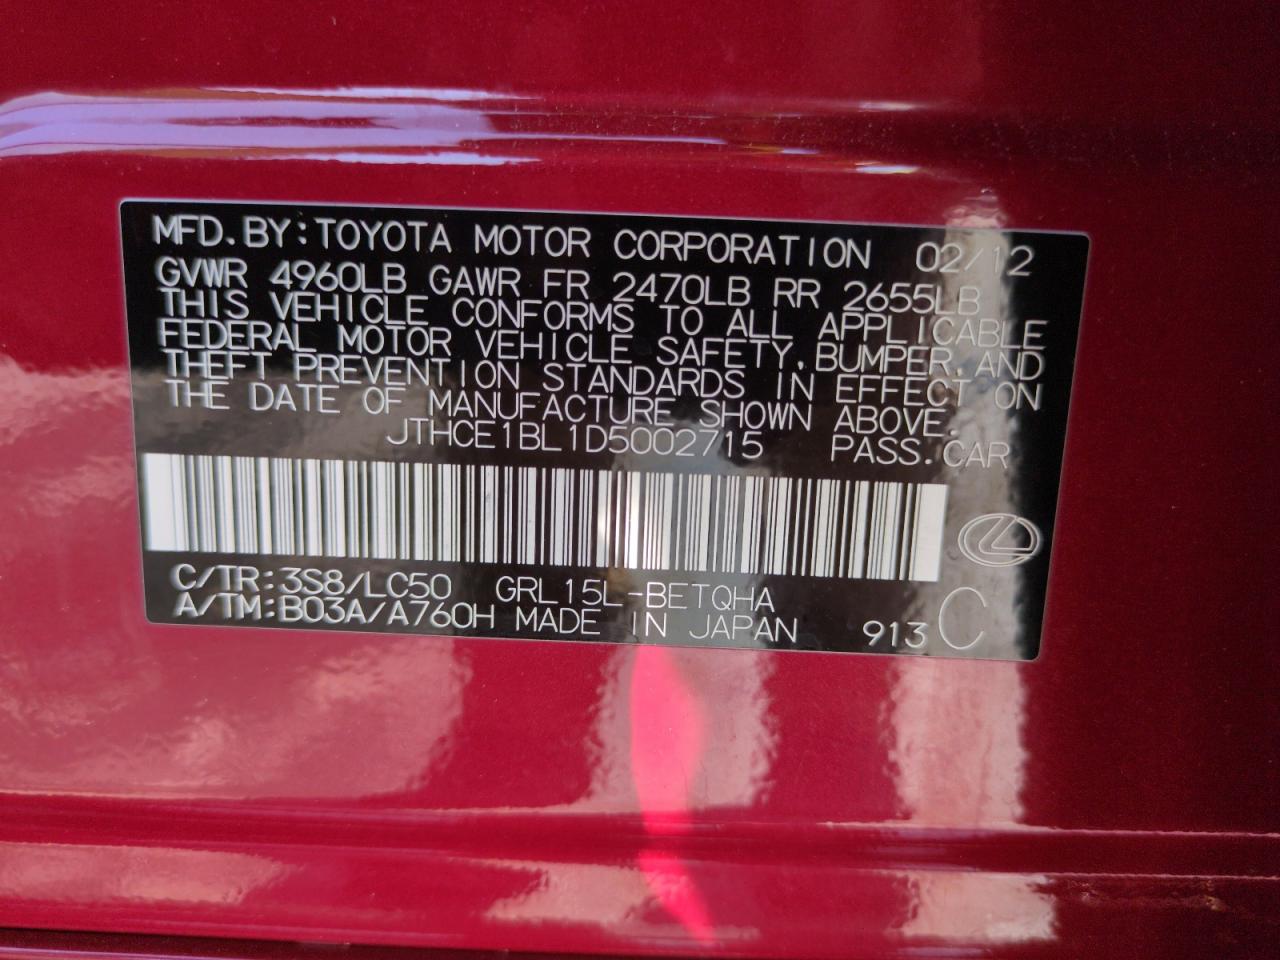 MFD.BY:TOYOTA MOTOR CORPORATION 02/12
GVWR 4960LB GAWR FR 2470LB RR 2655LB
THIS VEHICLE CONFORMS TO ALL APPLICABLE
FEDERAL MOTOR VEHICLE SAFETY,BUMPER,AND
THEFT PREVENTION STANDARDS IN EFFECT ON
THE DATE OF MANUFACTURE SHOWN ABOVE.
JTHCE1BL1D5002715 PASS.CAR
C/TR:3S8/LC50 GRL15L-BETQHA
A/TM:B03A/A760H MADE IN JAPAN 913 C